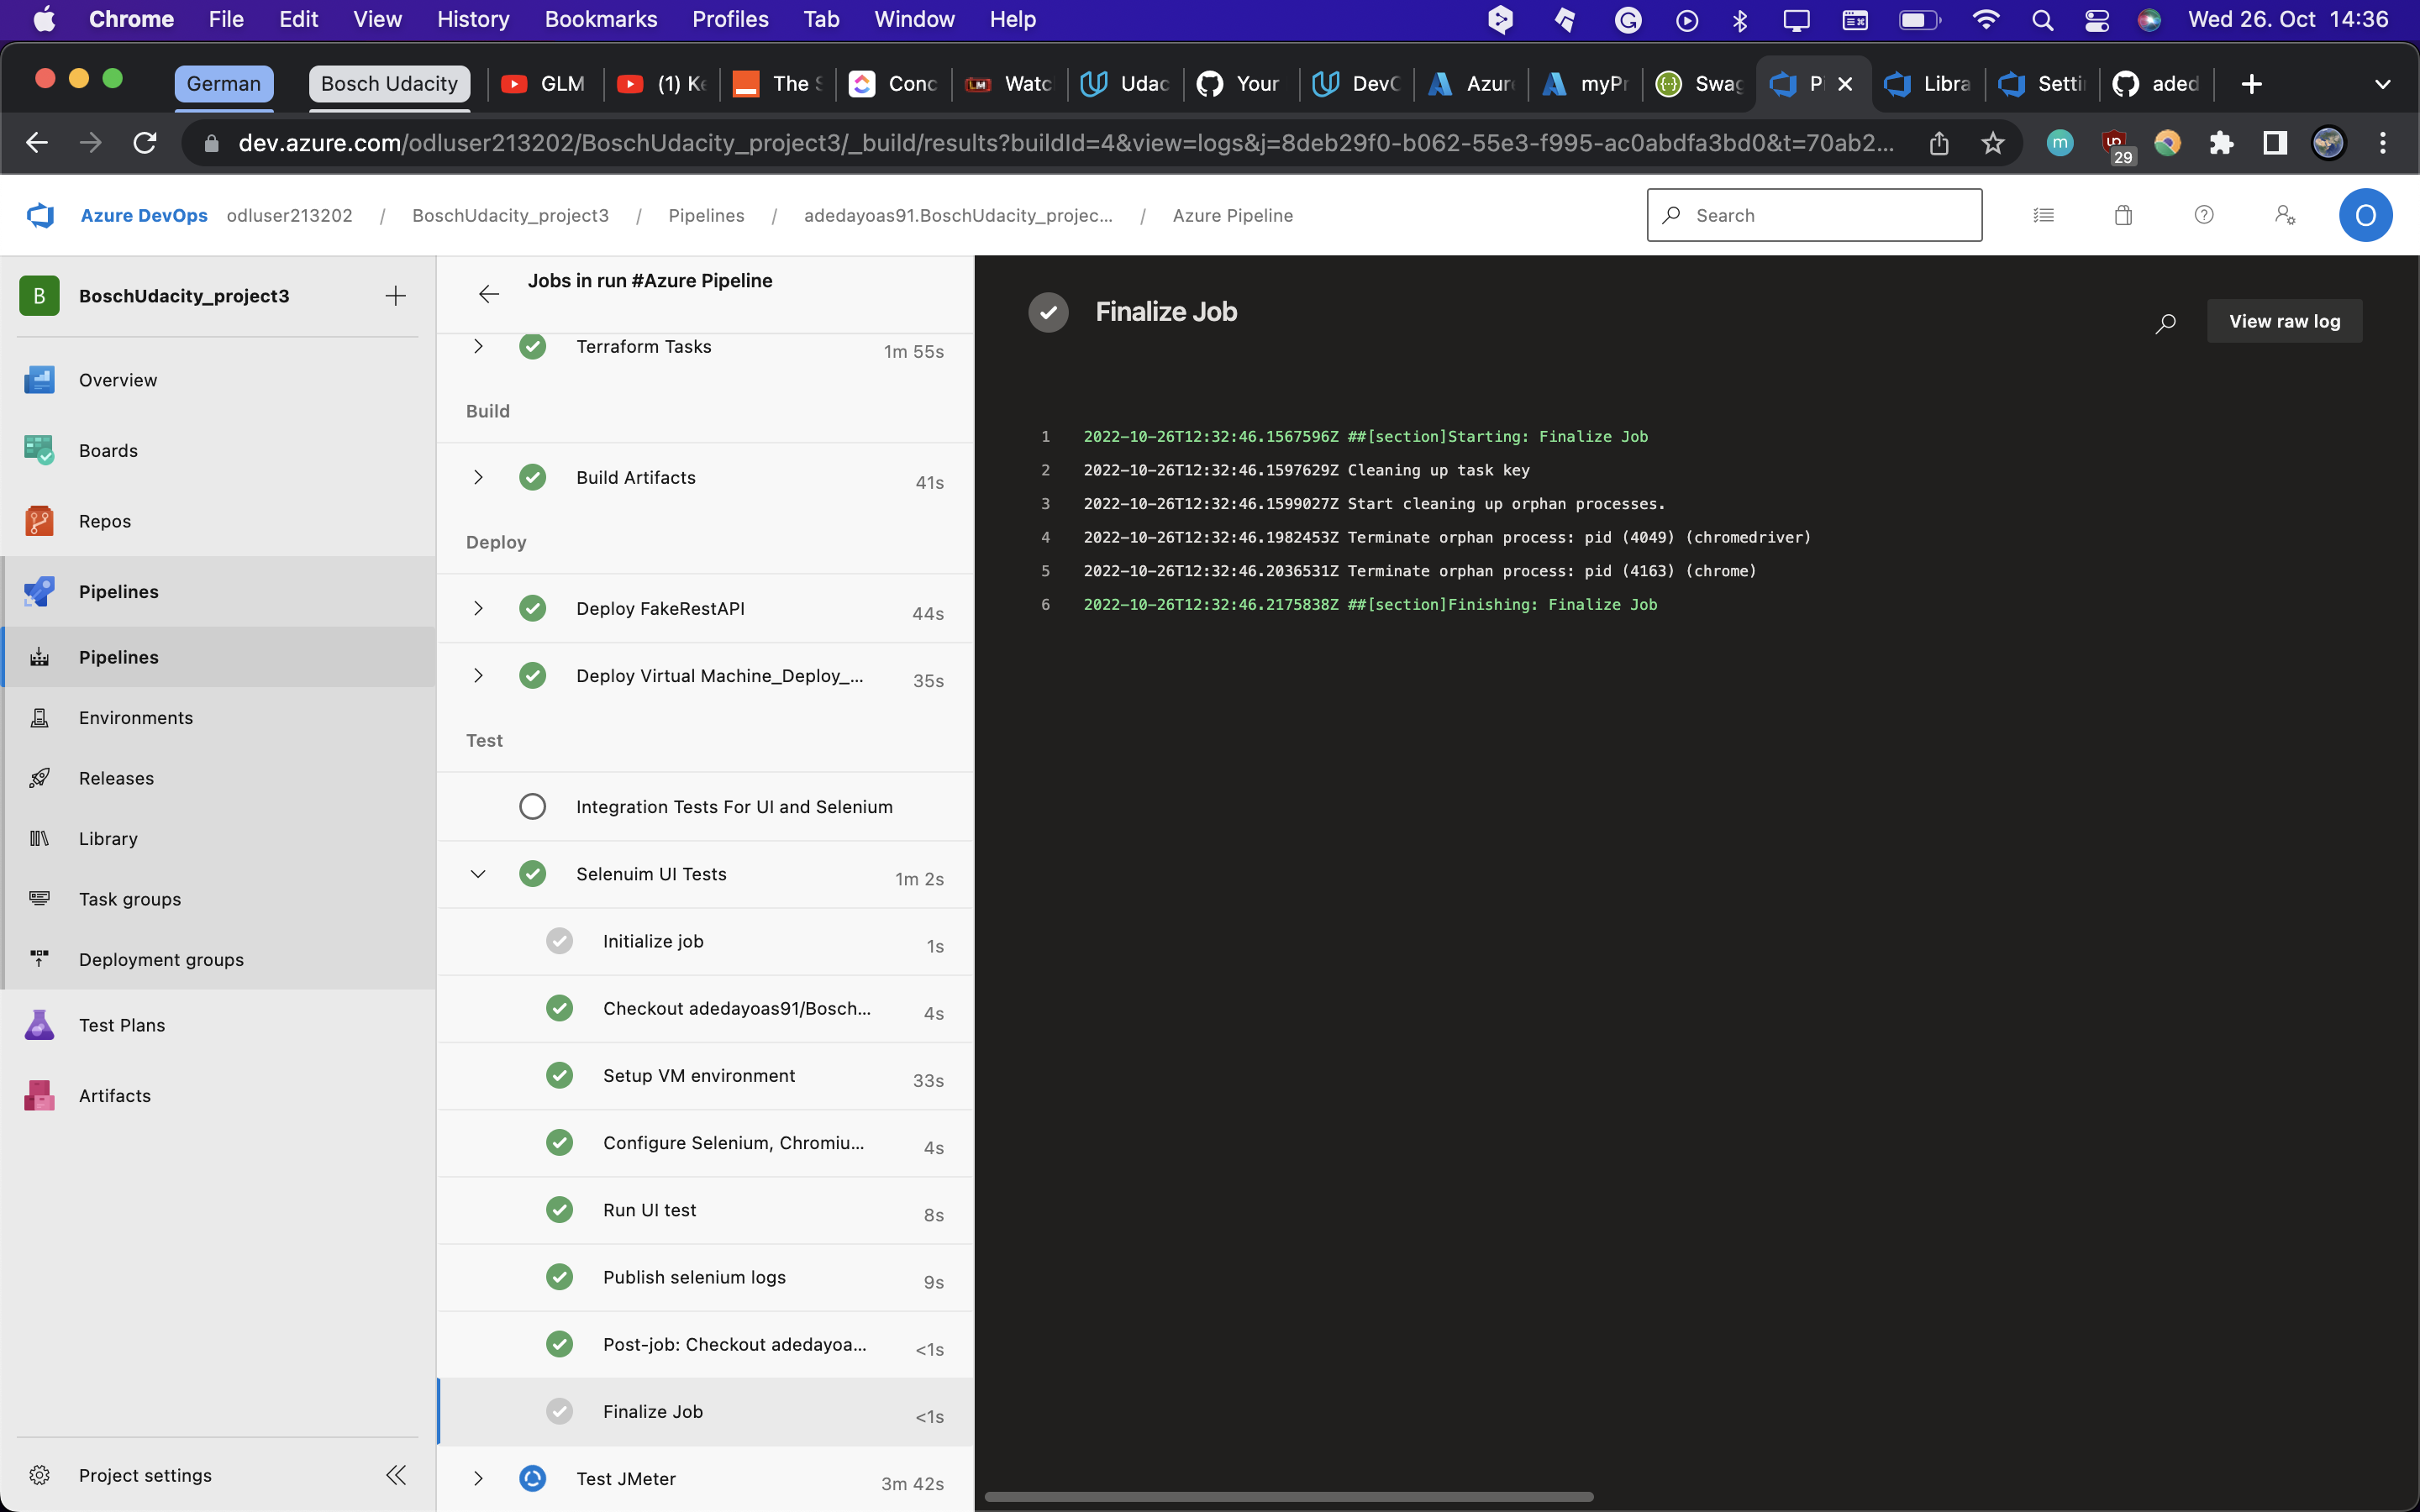 Chrome File Edit View History Bookmarks Profiles Tab Window Help Wed 26. Oct 14:36
German Bosch Udacity GLM (1) Ke The S Conc Watc Udac Your DevC Azure myPr Swag Pi Libra Settin aded
dev.azure.com/odluser213202/BoschUdacity_project3/_build/results?buildId=4&view=logs&j=8deb29f0-b062-55e3-f995-ac0abdfa3bd0&t=70ab2... m 29
Azure DevOps odluser213202 / BoschUdacity_project3 / Pipelines / adedayoas91.BoschUdacity_projec... / Azure Pipeline Search O
B BoschUdacity_project3
Overview
Boards
Repos
Pipelines
Pipelines
Environments
Releases
Library
Task groups
Deployment groups
Test Plans
Artifacts
Project settings
Jobs in run #Azure Pipeline
Terraform Tasks 1m 55s
Build
Build Artifacts 41s
Deploy
Deploy FakeRestAPI 44s
Deploy Virtual Machine_Deploy_... 35s
Test
Integration Tests For UI and Selenium
Selenuim UI Tests 1m 2s
Initialize job 1s
Checkout adedayoas91/Bosch... 4s
Setup VM environment 33s
Configure Selenium, Chromiu... 4s
Run UI test 8s
Publish selenium logs 9s
Post-job: Checkout adedayoa... <1s
Finalize Job <1s
Test JMeter 3m 42s
Finalize Job
View raw log
1 2022-10-26T12:32:46.1567596Z ##[section]Starting: Finalize Job
2 2022-10-26T12:32:46.1597629Z Cleaning up task key
3 2022-10-26T12:32:46.1599027Z Start cleaning up orphan processes.
4 2022-10-26T12:32:46.1982453Z Terminate orphan process: pid (4049) (chromedriver)
5 2022-10-26T12:32:46.2036531Z Terminate orphan process: pid (4163) (chrome)
6 2022-10-26T12:32:46.2175838Z ##[section]Finishing: Finalize Job